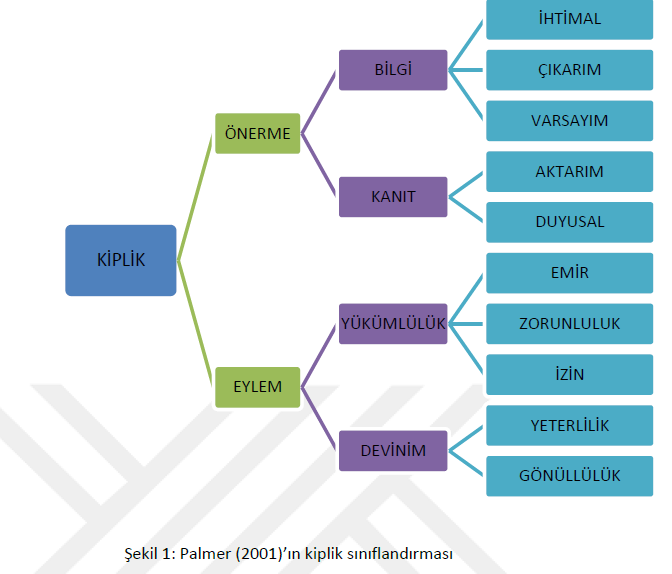 KİPLİK
ÖNERME
BİLGİ
İHTİMAL
ÇIKARIM
VARSAYIM
KANIT
AKTARIM
DUYUSAL
EYLEM
YÜKÜMLÜLÜK
EMİR
ZORUNLULUK
İZİN
DEVİNİM
YETERLİLİK
GÖNÜLLÜLÜK
Şekil 1: Palmer (2001)’ın kiplik sınıflandırması